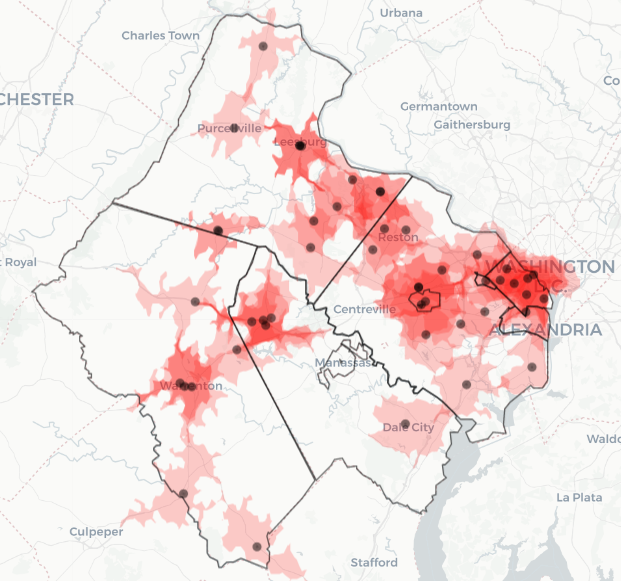 Urbana
Charles Town
CHESTER
Co
Germantown
Gaithersburg
Purcellville
Leesburg
Reston
t Royal
WASHINGTON
Centreville
ALEXANDRIA
Manassas
Warrenton
Dale City
Waldo
La Plata
Culpeper
Stafford